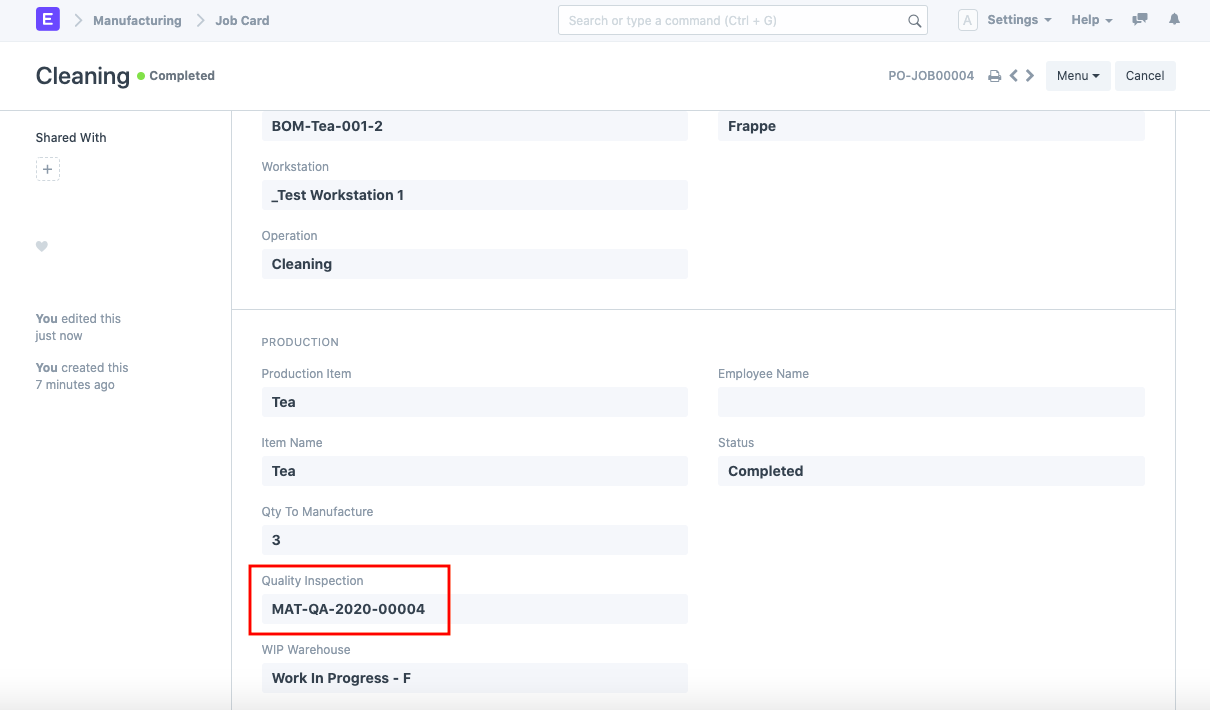 E Manufacturing Job Card Search or type a command (Ctrl + G) A Settings Help
Cleaning Completed PO-JOB00004 Menu Cancel
Shared With
+
You edited this
just now
You created this
7 minutes ago
BOM-Tea-001-2 Frappe
Workstation
_Test Workstation 1
Operation
Cleaning
PRODUCTION
Production Item Employee Name
Tea
Item Name Status
Tea Completed
Qty To Manufacture
3
Quality Inspection
MAT-QA-2020-00004
WIP Warehouse
Work In Progress - F